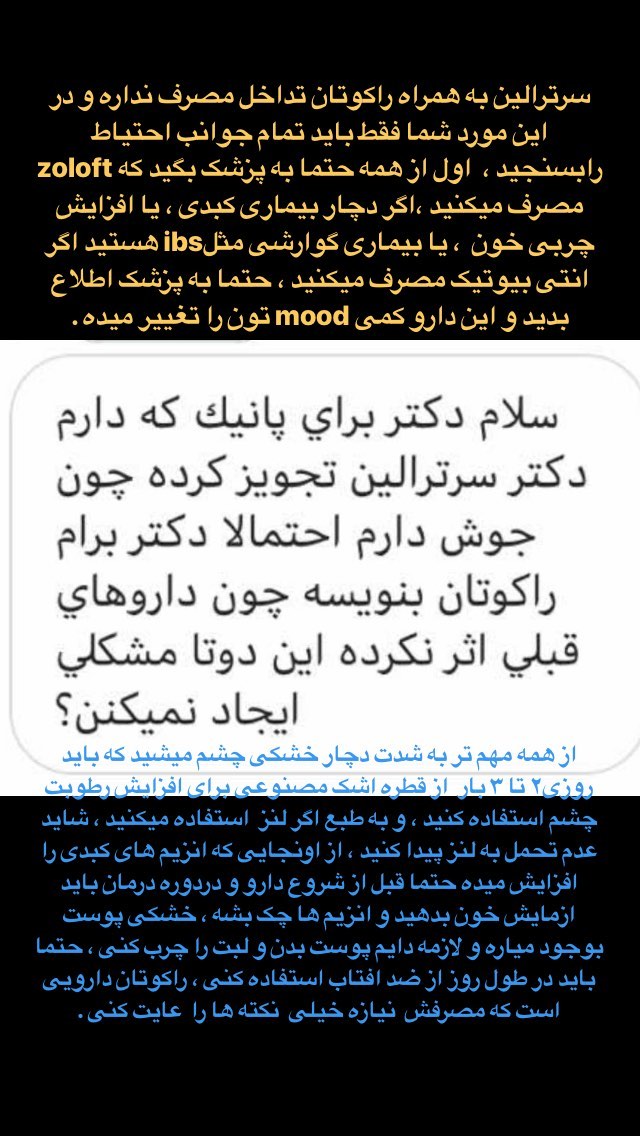 سرترالین به همراه راکوتان تداخل مصرف نداره و در
این مورد شما فقط باید تمام جوانب احتیاط
رابسنجید ، اول از همه حتما به پزشک بگید که zoloft
مصرف میکنید ،اگر دچار بیماری کبدی ، یا افزایش
چربی خون ، یا بیماری گوارشی مثلibs هستید اگر
انتی بیوتیک مصرف میکنید ، حتما به پزشک اطلاع
بدید و این دارو کمی mood تون را تغییر میده .
سلام دكتر براي پانيك كه دارم
دكتر سرترالين تجويز كرده چون
جوش دارم احتمالا دكتر برام
راكوتان بنويسه چون داروهاي
قبلي اثر نكرده اين دوتا مشكلي
ايجاد نميكنن؟
از همه مهم تر به شدت دچار خشکی چشم میشید که باید
روزی۲ تا ۳ بار از قطره اشک مصنوعی برای افزایش رطوبت
چشم استفاده کنید ، و به طبع اگر لنز استفاده میکنید ، شاید
عدم تحمل به لنز پیدا کنید ، از اونجایی که انزیم های کبدی را
افزایش میده حتما قبل از شروع دارو و دردوره درمان باید
ازمایش خون بدهید و انزیم ها چک بشه ، خشکی پوست
بوجود میاره و لازمه دایم پوست بدن و لبت را چرب کنی ، حتما
باید در طول روز از ضد افتاب استفاده کنی ، راکوتان دارویی
است که مصرفش نیازه خیلی نکته ها را عایت کنی .